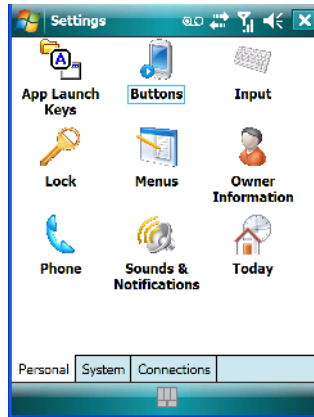 Settings
App Launch Keys
Buttons
Input
Lock
Menus
Owner Information
Phone
Sounds & Notifications
Today
Personal System Connections